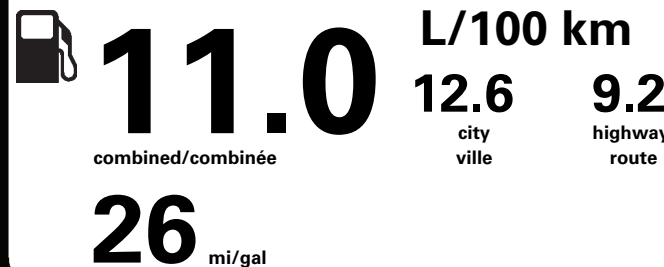 11.0
combined/combinée
L/100 km
12.6
city
ville
9.2
highway
route
26 mi/gal